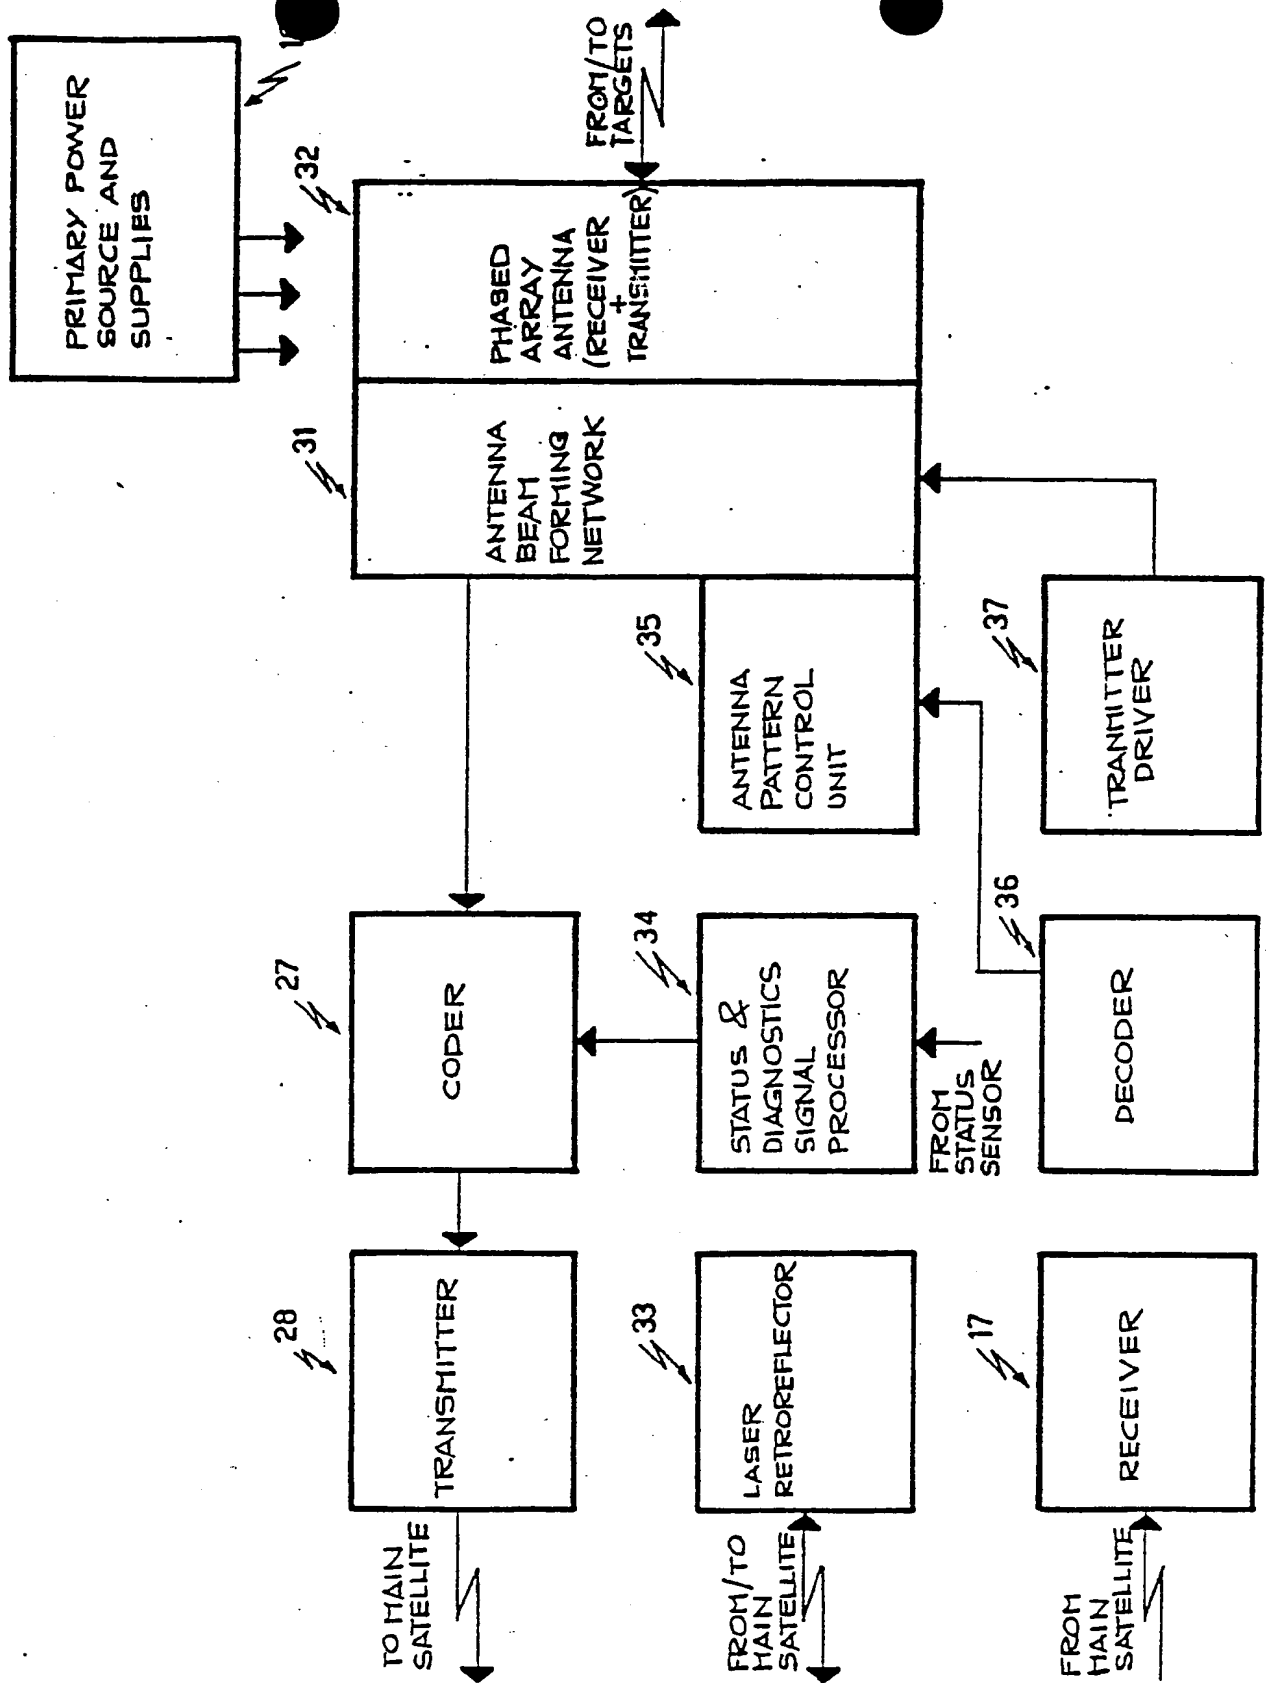 PRIMARY POWER
SOURCE AND
SUPPLIES
32
31
PHASED
ARRAY
ANTENNA
(RECEIVER
+
TRANSMITTER)
FROM/TO
TARGETS
ANTENNA
BEAM
FORMING
NETWORK
35
ANTENNA
PATTERN
CONTROL
UNIT
37
TRANMITTER
DRIVER
27
CODER
34
STATUS &
DIAGNOSTICS
SIGNAL
PROCESSOR
FROM
STATUS
SENSOR
36
DECODER
28
TRANSMITTER
TO MAIN
SATELLITE
33
LASER
RETROREFLECTOR
FROM/TO
MAIN
SATELLITE
17
RECEIVER
FROM
MAIN
SATELLITE